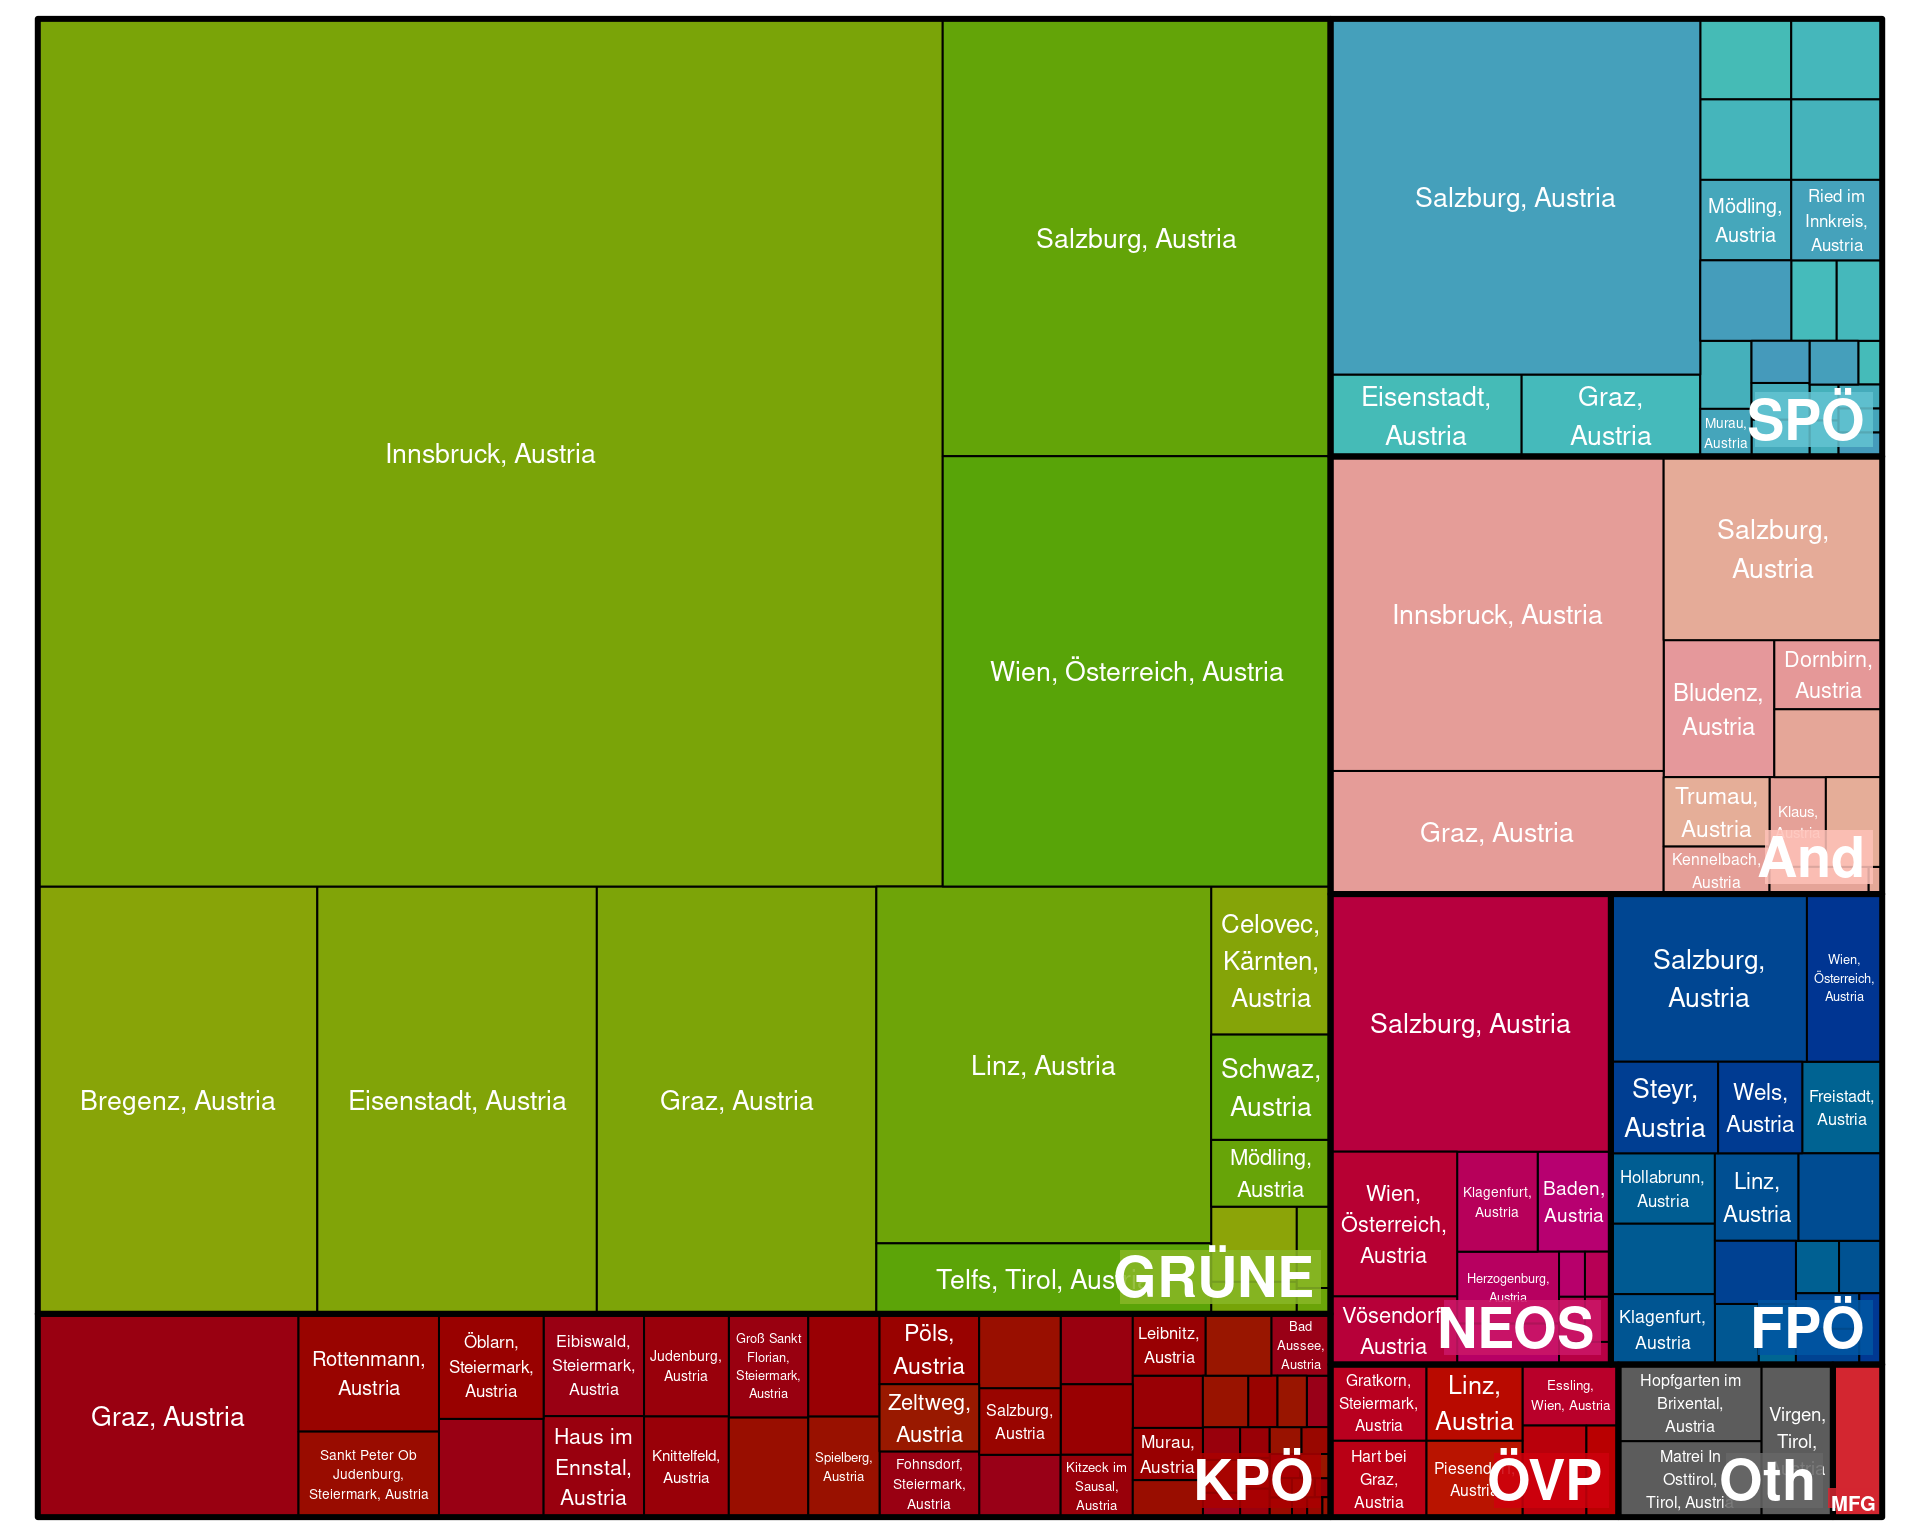 Innsbruck, Austria
Salzburg, Austria
Wien, Österreich, Austria
Bregenz, Austria
Eisenstadt, Austria
Graz, Austria
Linz, Austria
Celovec,
Kärnten,
Austria
Schwaz,
Austria
Mödling,
Austria
Telfs, Tirol, Aus
GRÜNE
Salzburg, Austria
Eisenstadt,
Austria
Graz,
Austria
Mödling,
Austria
Ried im
Innkreis,
Austria
Murau,
Austria
SPÖ
Innsbruck, Austria
Graz, Austria
Salzburg,
Austria
Bludenz,
Austria
Dornbirn,
Austria
Trumau,
Austria
Klaus,
Austria
Kennelbach,
Austria
And
Salzburg, Austria
Wien,
Österreich,
Austria
Klagenfurt,
Austria
Baden,
Austria
Herzogenburg,
Austria
Vösendorf,
Austria
NEOS
Salzburg,
Austria
Wien,
Österreich,
Austria
Steyr,
Austria
Wels,
Austria
Freistadt,
Austria
Hollabrunn,
Austria
Linz,
Austria
Klagenfurt,
Austria
FPÖ
Graz, Austria
Rottenmann,
Austria
Sankt Peter Ob
Judenburg,
Steiermark, Austria
Öblarn,
Steiermark,
Austria
Eibiswald,
Steiermark,
Austria
Haus im
Ennstal,
Austria
Judenburg,
Austria
Knittelfeld,
Austria
Groß Sankt
Florian,
Steiermark,
Austria
Spielberg,
Austria
Pöls,
Austria
Zeltweg,
Austria
Fohnsdorf,
Steiermark,
Austria
Salzburg,
Austria
Kitzeck im
Sausal,
Austria
Leibnitz,
Austria
Murau,
Austria
Bad
Aussee,
Austria
KPÖ
Gratkorn,
Steiermark,
Austria
Hart bei
Graz,
Austria
Linz,
Austria
Piesendorf,
Austria
Essling,
Wien, Austria
ÖVP
Hopfgarten im
Brixental,
Austria
Matrei In
Osttirol,
Tirol, Austria
Virgen,
Tirol,
Austria
Oth
MFG